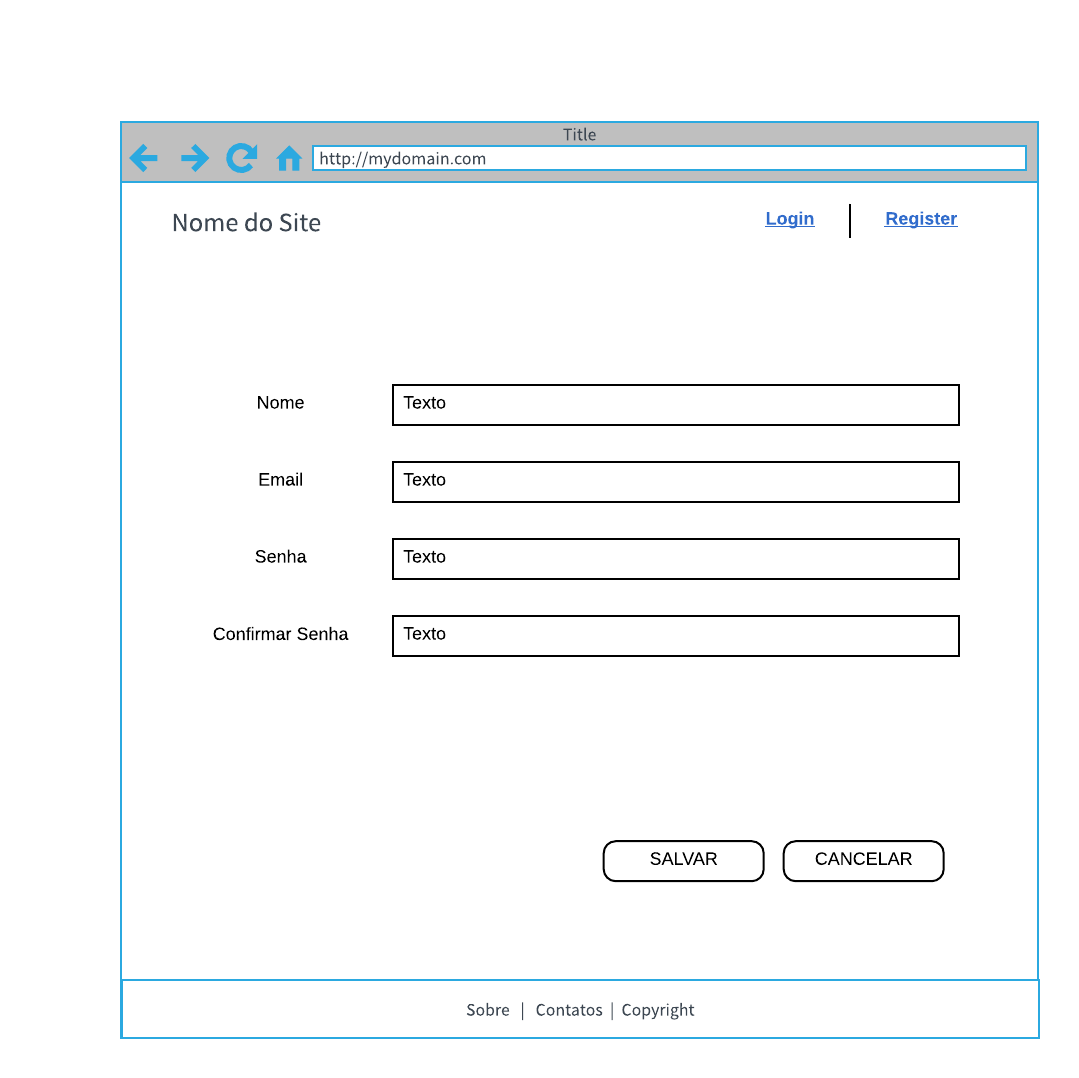 Title
http://mydomain.com
Nome do Site
Login | Register
Nome
Texto
Email
Texto
Senha
Texto
Confirmar Senha
Texto
SALVAR
CANCELAR
Sobre | Contatos | Copyright